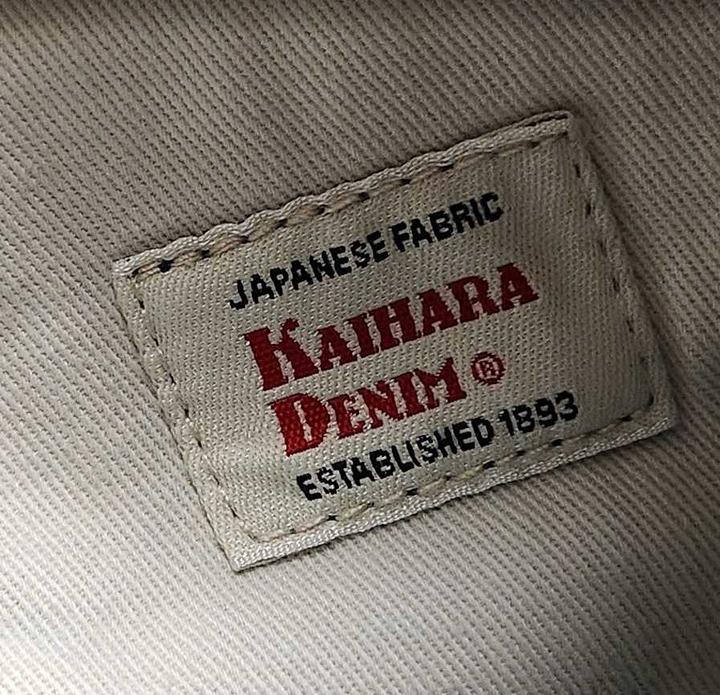 JAPANESE FABRIC
KAIHARA
DENIM ®
ESTABLISHED 1893